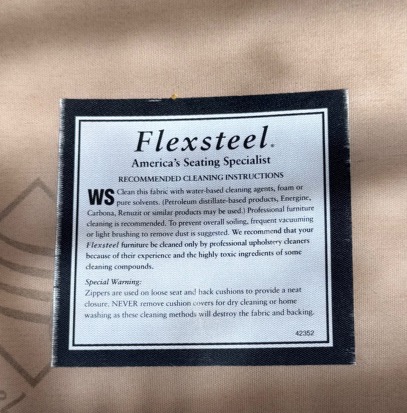 Flexsteel®
America's Seating Specialist
RECOMMENDED CLEANING INSTRUCTIONS
WS Clean this fabric with water-based cleaning agents, foam or
pure solvents. (Petroleum distillate-based products, Energine,
Carbona, Renuzit or similar products may be used.) Professional furniture
cleaning is recommended. To prevent overall soiling, frequent vacuuming
or light brushing to remove dust is suggested. We recommend that your
Flexsteel furniture be cleaned only by professional upholstery cleaners
because of their experience and the highly toxic ingredients of some
cleaning compounds.
Special Warning:
Zippers are used on loose seat and back cushions to provide a neat
closure. NEVER remove cushion covers for dry cleaning or home
washing as these cleaning methods will destroy the fabric and backing.
42352